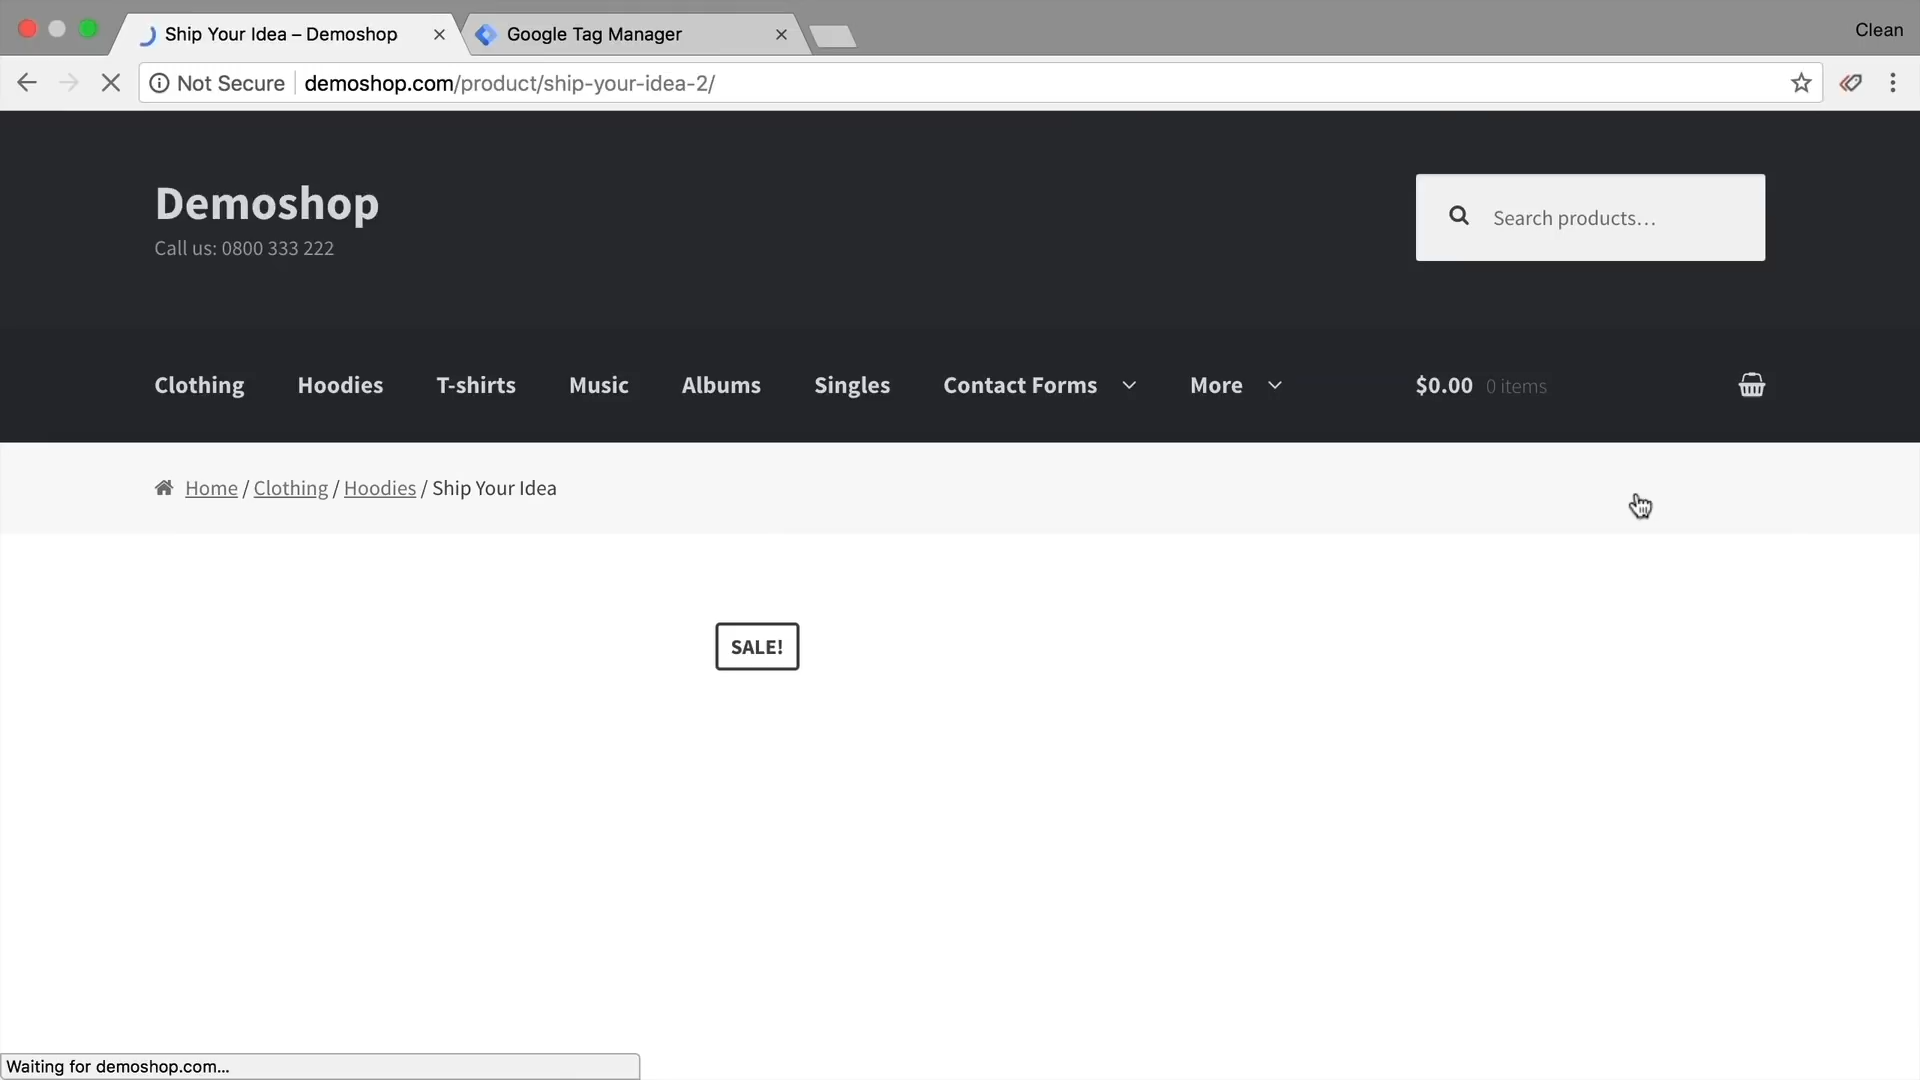 Ship Your Idea – Demoshop
Google Tag Manager
Clean
Not Secure
demoshop.com/product/ship-your-idea-2/
Demoshop
Call us: 0800 333 222
Search products…
Clothing Hoodies T-shirts Music Albums Singles Contact Forms More $0.00 0 items
Home / Clothing / Hoodies / Ship Your Idea
SALE!
Waiting for demoshop.com...